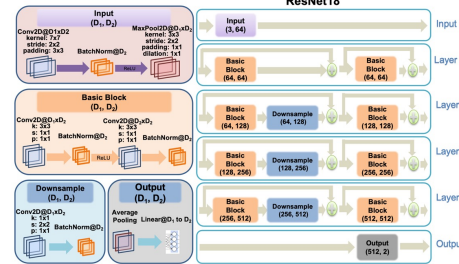 ResNet18
Input
(D₁, D₂)
Conv2D@D1xD2
kernel: 7x7
stride: 2x2
padding: 3x3
BatchNorm@D₂
ReLU
MaxPool2D@D₁xD₂
kernel: 3x3
stride: 2x2
padding: 1x1
dilation: 1x1
Basic Block
(D₁, D₂)
Conv2D@D₁xD₂
k: 3x3
s: 1x1
p: 1x1
BatchNorm@D₂
ReLU
Conv2D@D₁xD₂
k: 3x3
s: 1x1
p: 1x1
BatchNorm@D₂
Downsample
(D₁, D₂)
Conv2D@D₁xD₂
k: 1x1
s: 2x2
p: 1x1
BatchNorm@D₂
Output
(D₁, D₂)
Average
Pooling
Linear@D₁ to D₂
Input
(3, 64)
Input
Basic
Block
(64, 64)
Basic
Block
(64, 64)
Layer
Basic
Block
(64, 128)
Downsample
(64, 128)
Basic
Block
(128, 128)
Layer
Basic
Block
(128, 256)
Downsample
(128, 256)
Basic
Block
(256, 256)
Layer
Basic
Block
(256, 512)
Downsample
(256, 512)
Basic
Block
(512, 512)
Layer
Output
(512, 2)